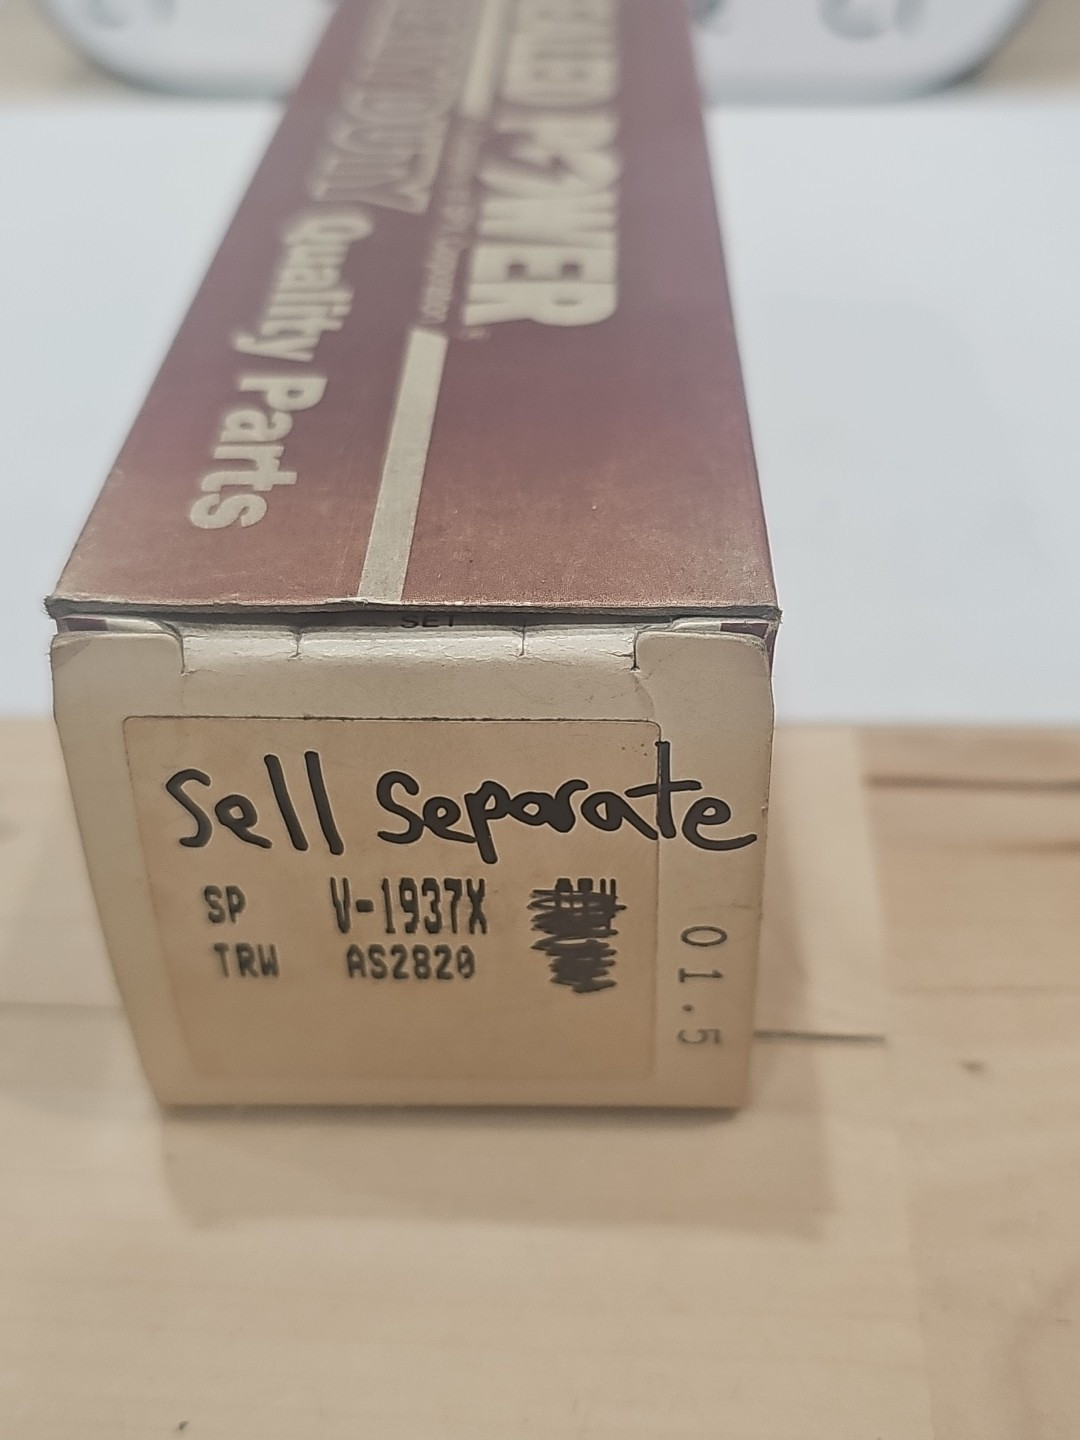 POWER
Quality Parts
SET
Sell Separate
SP V-1937X
TRW AS2820
01.5